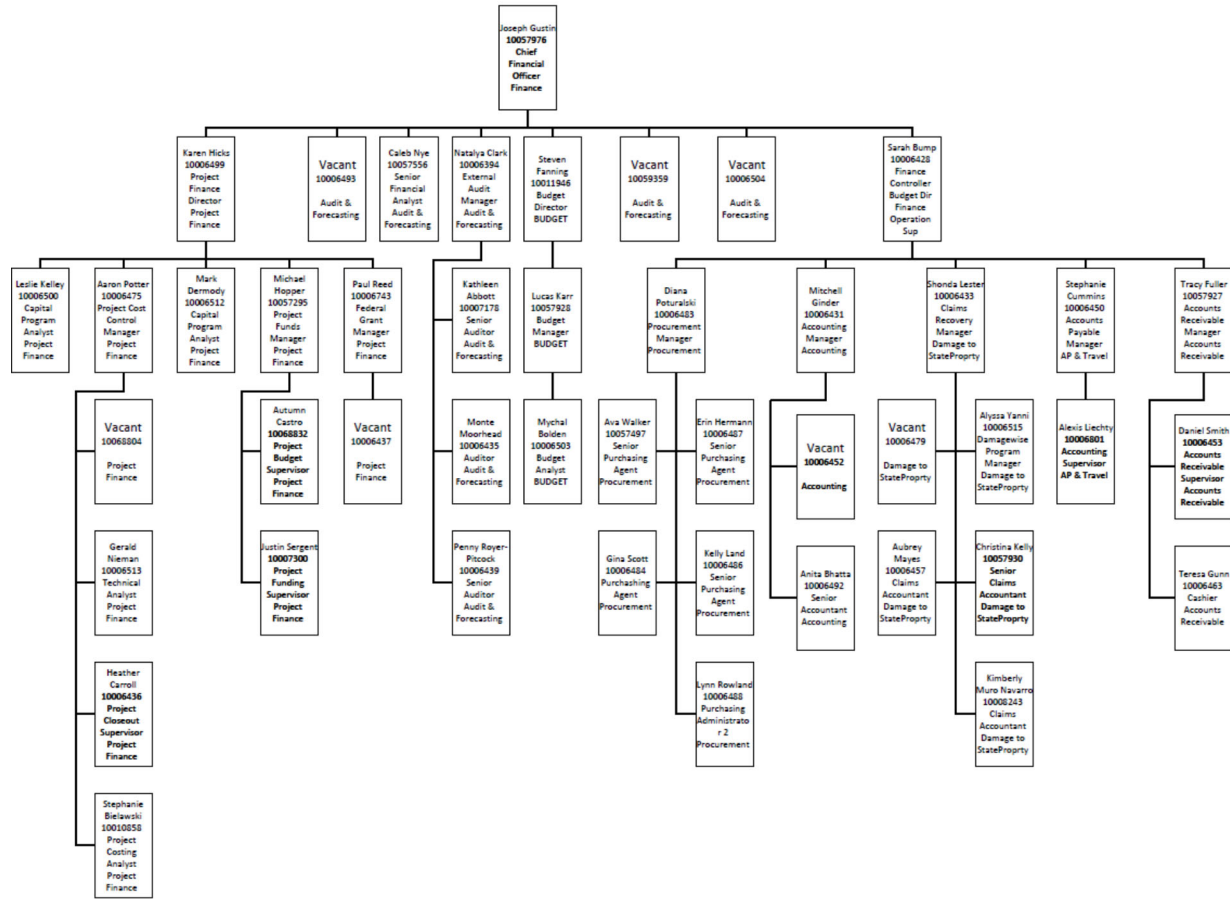 Joseph Gustin
10057976
Chief
Financial
Officer
Finance
Karen Hicks
10006499
Project
Finance
Director
Project
Finance
Vacant
10006493
Audit &
Forecasting
Caleb Nye
10057556
Senior
Financial
Analyst
Audit &
Forecasting
Natalya Clark
10006394
External
Audit
Manager
Audit &
Forecasting
Steven
Fanning
10011946
Budget
Director
BUDGET
Vacant
10059359
Audit &
Forecasting
Vacant
10006504
Audit &
Forecasting
Sarah Bump
10006428
Finance
Controller
Budget Dir
Finance
Operation
Sup
Leslie Kelley
10006500
Capital
Program
Analyst
Project
Finance
Aaron Potter
10006475
Project Cost
Control
Manager
Project
Finance
Mark
Dermody
10006512
Capital
Program
Analyst
Project
Finance
Michael
Hopper
10057295
Project
Funds
Manager
Project
Finance
Paul Reed
10006743
Federal
Grant
Manager
Project
Finance
Kathleen
Abbott
10007178
Senior
Auditor
Audit &
Forecasting
Lucas Karr
10057928
Budget
Manager
BUDGET
Diana
Poturalski
10006483
Procurement
Manager
Procurement
Mitchell
Ginder
10006431
Accounting
Manager
Accounting
Shonda Lester
10006433
Claims
Recovery
Manager
Damage to
StateProprty
Stephanie
Cummins
10006450
Accounts
Payable
Manager
AP & Travel
Tracy Fuller
10057927
Accounts
Receivable
Manager
Accounts
Receivable
Vacant
10068804
Project
Finance
Autumn
Castro
10068832
Project
Budget
Supervisor
Project
Finance
Vacant
10006437
Project
Finance
Monte
Moorhead
10006435
Auditor
Audit &
Forecasting
Mychal
Bolden
10006503
Budget
Analyst
BUDGET
Ava Walker
10057497
Senior
Purchasing
Agent
Procurement
Erin Hermann
10006487
Senior
Purchasing
Agent
Procurement
Vacant
10006452
Accounting
Vacant
10006479
Damage to
StateProprty
Alyssa Yanni
10006515
Damagewise
Program
Manager
Damage to
StateProprty
Alexis Liechty
10006801
Accounting
Supervisor
AP & Travel
Daniel Smith
10006453
Accounts
Receivable
Supervisor
Accounts
Receivable
Gerald
Nieman
10006513
Technical
Analyst
Project
Finance
Justin Sergent
10007300
Project
Funding
Supervisor
Project
Finance
Penny Royer-
Pitcock
10006439
Senior
Auditor
Audit &
Forecasting
Gina Scott
10006484
Purchashing
Agent
Procurement
Kelly Land
10006486
Senior
Purchasing
Agent
Procurement
Anita Bhatta
10006492
Senior
Accountant
Accounting
Aubrey
Mayes
10006457
Claims
Accountant
Damage to
StateProprty
Christina Kelly
10057930
Senior
Claims
Accountant
Damage to
StateProprty
Teresa Gunn
10006463
Cashier
Accounts
Receivable
Heather
Carroll
10006436
Project
Closeout
Supervisor
Project
Finance
Lynn Rowland
10006488
Purchasing
Administrato
r 2
Procurement
Kimberly
Muro Navarro
10008243
Claims
Accountant
Damage to
StateProprty
Stephanie
Bielawski
10010858
Project
Costing
Analyst
Project
Finance